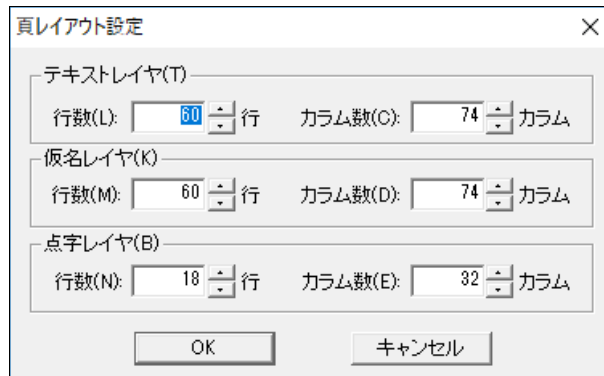 頁レイアウト設定
テキストレイヤ(T)
行数(L): 60 行 カラム数(C): 74 カラム
仮名レイヤ(K)
行数(M): 60 行 カラム数(D): 74 カラム
点字レイヤ(B)
行数(N): 18 行 カラム数(E): 32 カラム
OK キャンセル